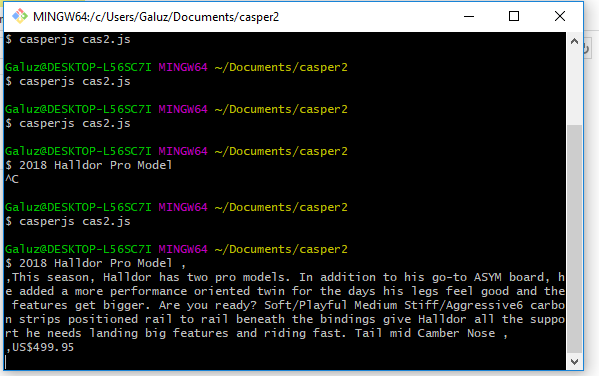 MINGW64:/c/Users/Galuz/Documents/casper2
$ casperjs cas2.js
Galuz@DESKTOP-L56SC7I MINGW64 ~/Documents/casper2
$ casperjs cas2.js
Galuz@DESKTOP-L56SC7I MINGW64 ~/Documents/casper2
$ casperjs cas2.js
Galuz@DESKTOP-L56SC7I MINGW64 ~/Documents/casper2
$ 2018 Halldor Pro Model
^C
Galuz@DESKTOP-L56SC7I MINGW64 ~/Documents/casper2
$ casperjs cas2.js
Galuz@DESKTOP-L56SC7I MINGW64 ~/Documents/casper2
$ 2018 Halldor Pro Model ,
,This season, Halldor has two pro models. In addition to his go-to ASYM board, h
e added a more performance oriented twin for the days his legs feel good and the
 features get bigger. Are you ready? Soft/Playful Medium Stiff/Aggressive6 carbo
n strips positioned rail to rail beneath the bindings give Halldor all the suppo
rt he needs landing big features and riding fast. Tail mid Camber Nose ,
,US$499.95